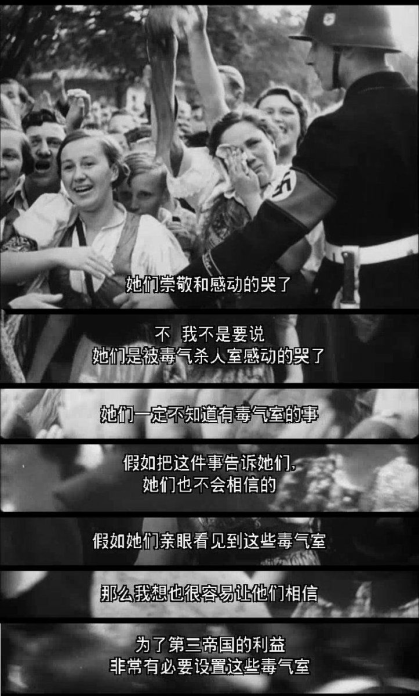 她们崇敬和感动的哭了
不 我不是要说
她们是被毒气杀人室感动的哭了
她们一定不知道有毒气室的事
假如把这件事告诉她们,
她们也不会相信的
假如她们亲眼看见到这些毒气室
那么我想也很容易让他们相信
为了第三帝国的利益
非常有必要设置这些毒气室